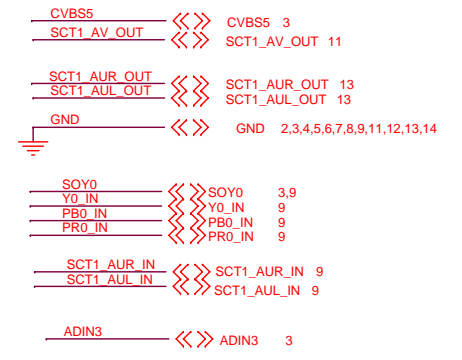 CVBS5 CVBS5 3
SCT1_AV_OUT SCT1_AV_OUT 11
SCT1_AUR_OUT SCT1_AUR_OUT 13
SCT1_AUL_OUT SCT1_AUL_OUT 13
GND GND 2,3,4,5,6,7,8,9,11,12,13,14
SOY0 SOY0 3,9
Y0_IN Y0_IN 9
PB0_IN PB0_IN 9
PR0_IN PR0_IN 9
SCT1_AUR_IN SCT1_AUR_IN 9
SCT1_AUL_IN SCT1_AUL_IN 9
ADIN3 ADIN3 3